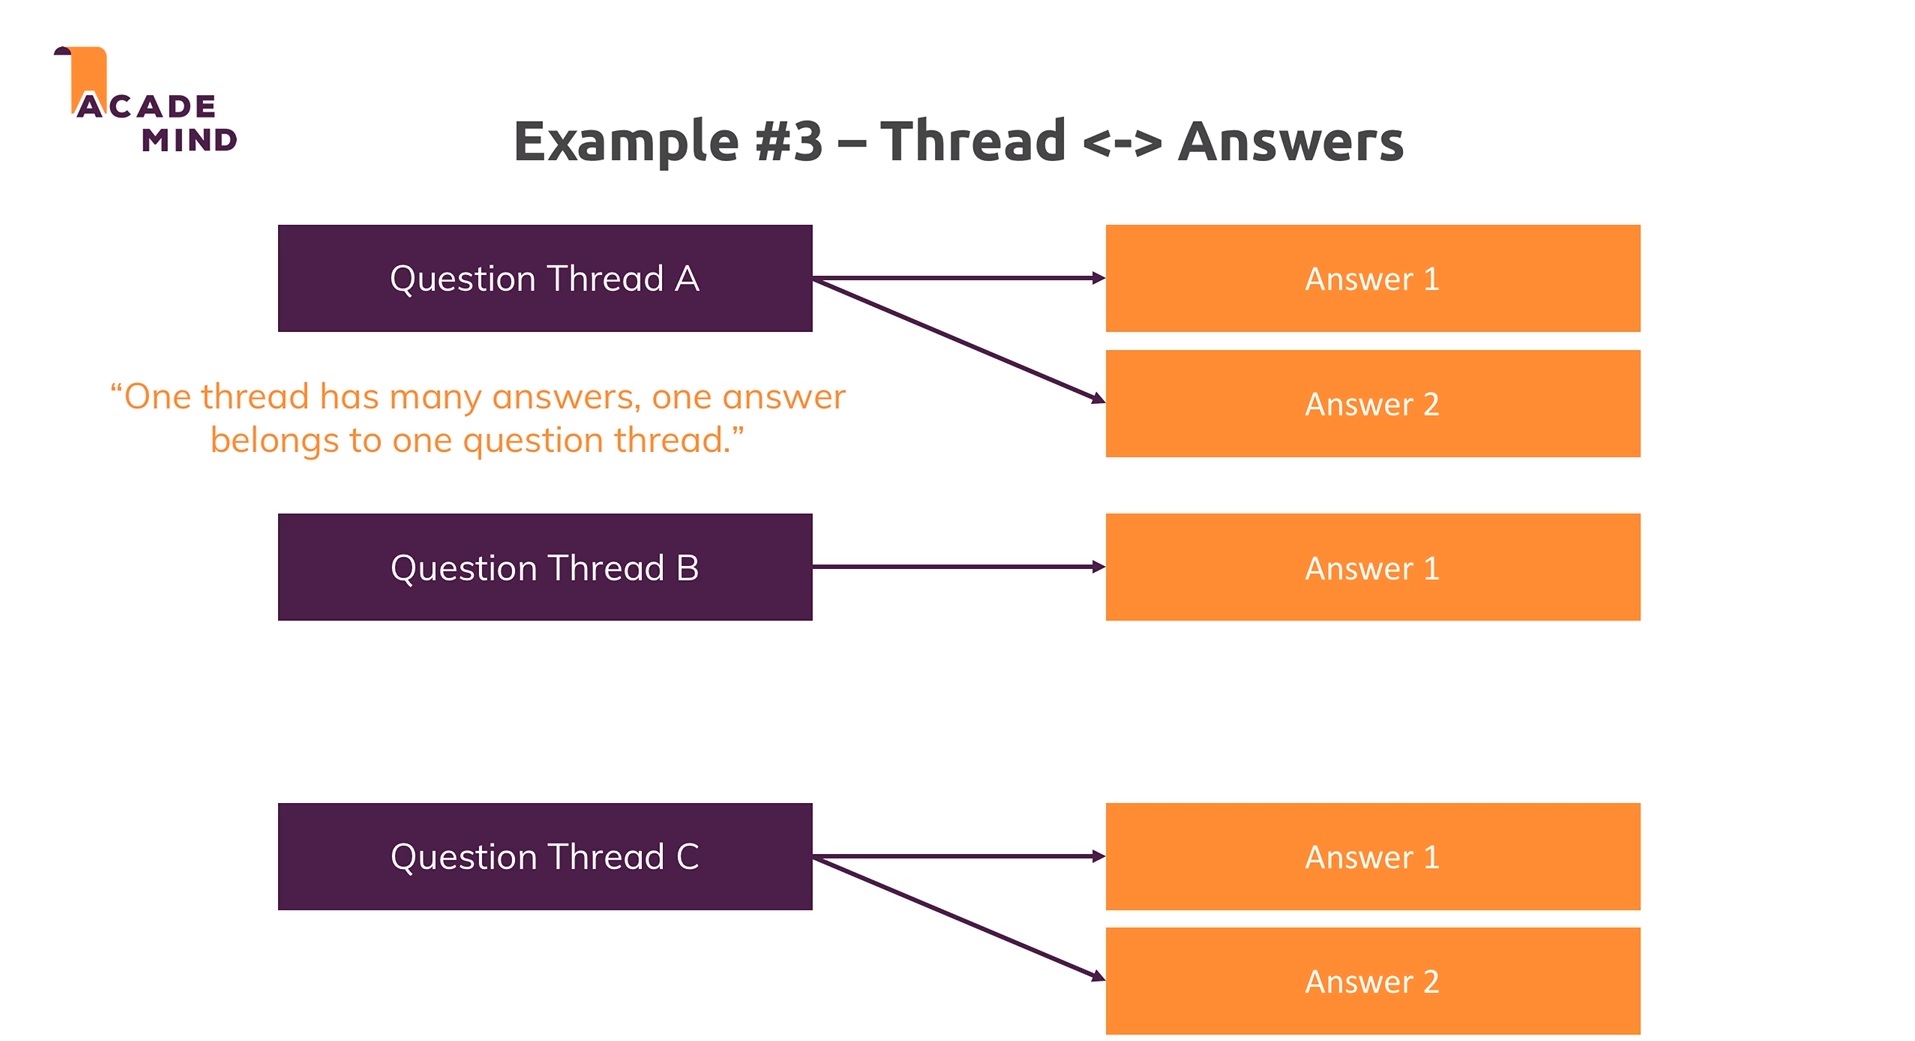 ACADE
MIND
Example #3 – Thread <-> Answers
Question Thread A
Answer 1
Answer 2
“One thread has many answers, one answer
belongs to one question thread.”
Question Thread B
Answer 1
Question Thread C
Answer 1
Answer 2